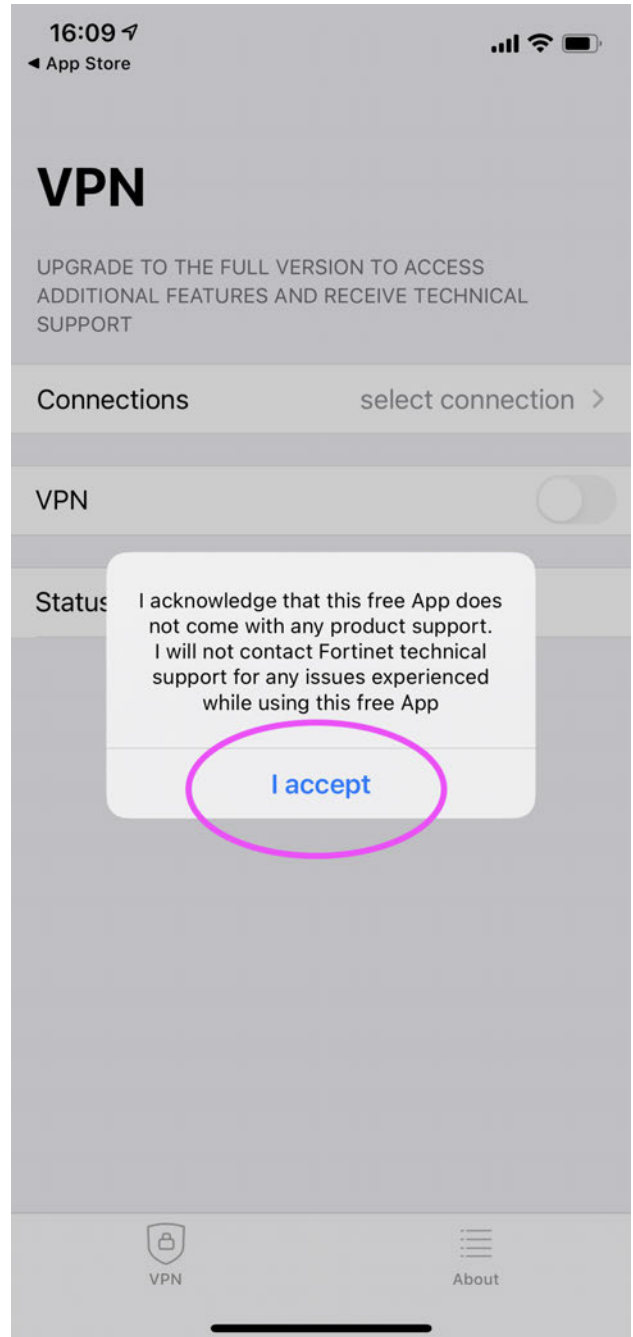 16:09
◀ App Store
VPN
UPGRADE TO THE FULL VERSION TO ACCESS
ADDITIONAL FEATURES AND RECEIVE TECHNICAL
SUPPORT
Connections select connection >
VPN
Status
I acknowledge that this free App does
not come with any product support.
I will not contact Fortinet technical
support for any issues experienced
while using this free App
I accept
VPN About